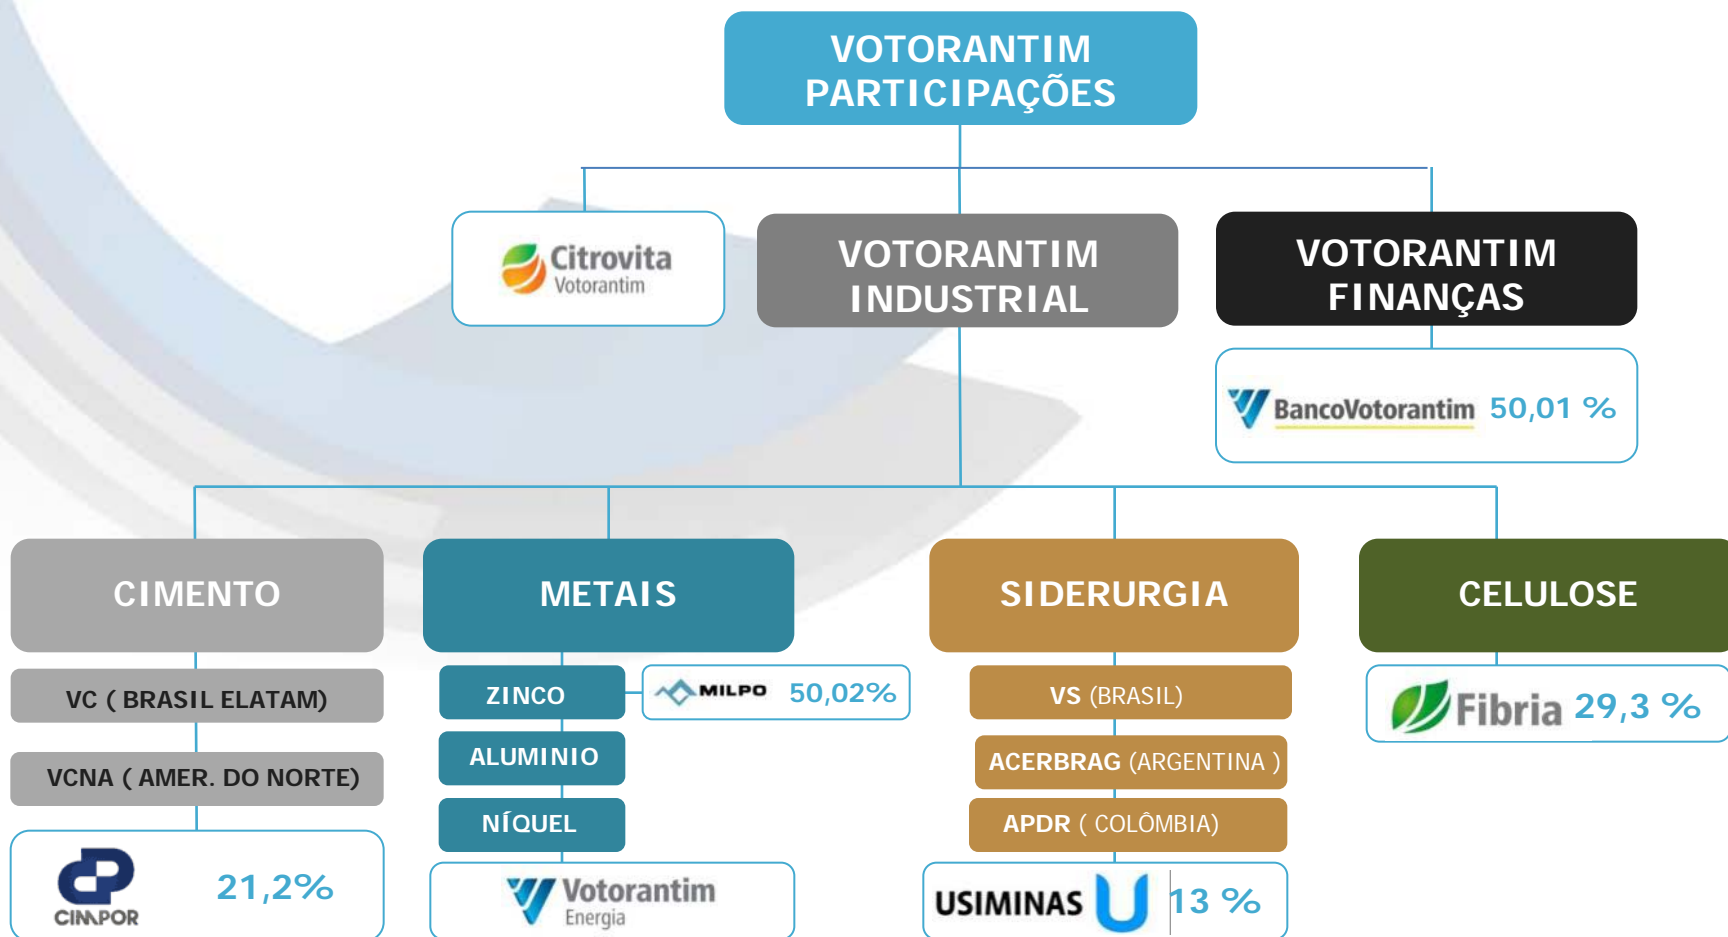 VOTORANTIM
PARTICIPAÇÕES
Citrovita
Votorantim
VOTORANTIM
INDUSTRIAL
VOTORANTIM
FINANÇAS
BancoVotorantim 50,01 %
CIMENTO
METAIS
SIDERURGIA
CELULOSE
VC ( BRASIL ELATAM)
VCNA ( AMER. DO NORTE)
CIMPOR
21,2%
ZINCO
MILPO 50,02%
ALUMINIO
NÍQUEL
Votorantim
Energia
VS (BRASIL)
ACERBRAG (ARGENTINA )
APDR ( COLÔMBIA)
USIMINAS 13 %
Fibria 29,3 %